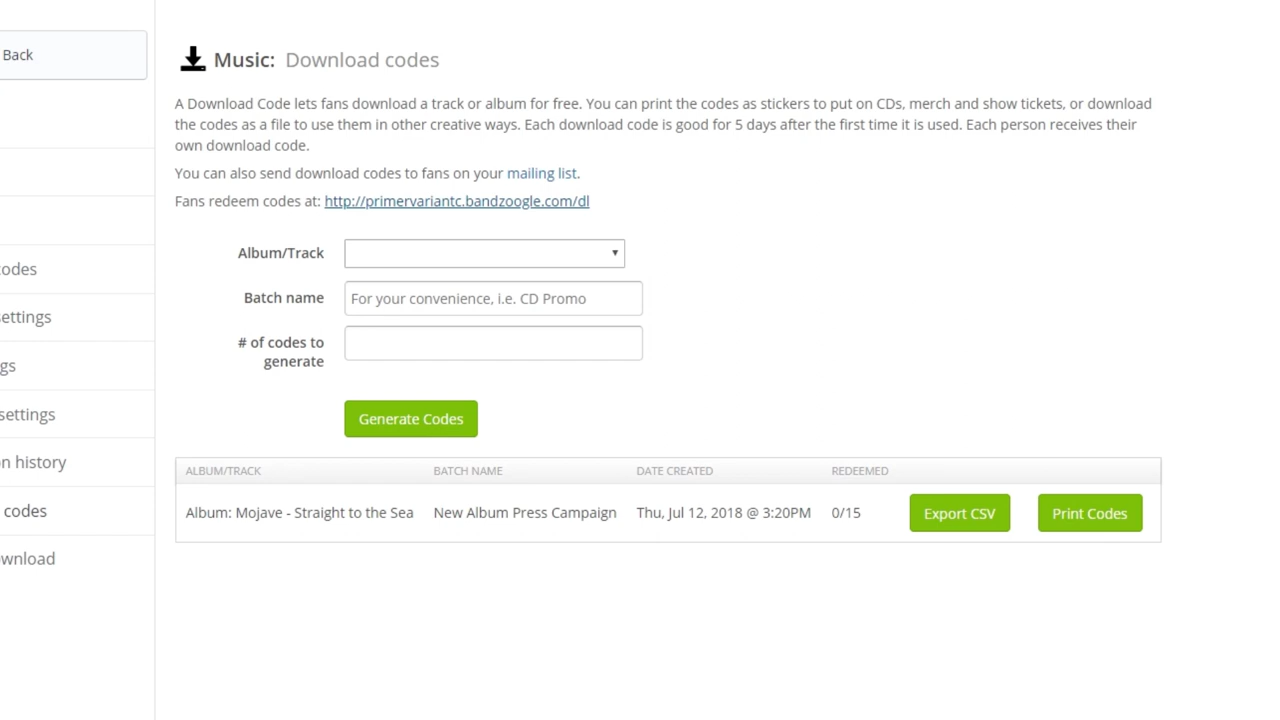 Back
Music: Download codes
A Download Code lets fans download a track or album for free. You can print the codes as stickers to put on CDs, merch and show tickets, or download
the codes as a file to use them in other creative ways. Each download code is good for 5 days after the first time it is used. Each person receives their
own download code.
You can also send download codes to fans on your mailing list.
Fans redeem codes at: http://primervariantc.bandzoogle.com/dl
Album/Track
Batch name For your convenience, i.e. CD Promo
# of codes to
generate
Generate Codes
ALBUM/TRACK BATCH NAME DATE CREATED REDEEMED
Album: Mojave - Straight to the Sea New Album Press Campaign Thu, Jul 12, 2018 @ 3:20PM 0/15 Export CSV Print Codes
odes
ettings
gs
settings
n history
codes
wnload